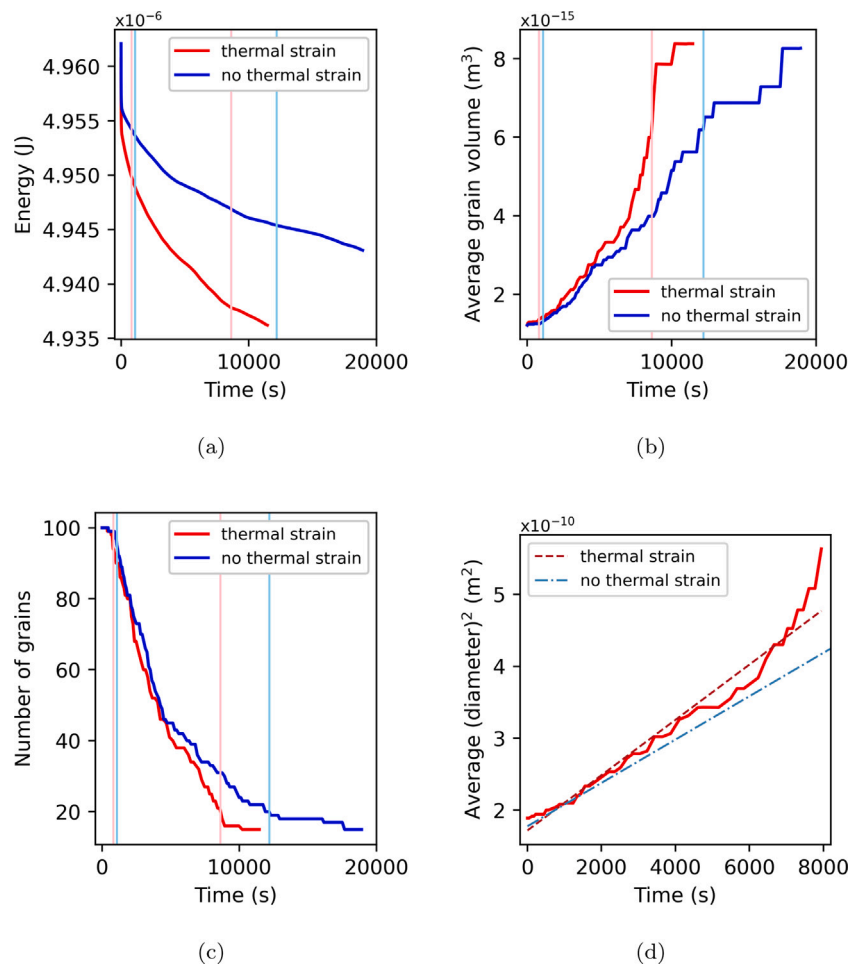 x10⁻⁶
4.960
4.955
4.950
4.945
4.940
4.935
Energy (J)
thermal strain
no thermal strain
0
10000
20000
Time (s)
(a)
x10⁻¹⁵
8
6
4
2
Average grain volume (m³)
thermal strain
no thermal strain
0
10000
20000
Time (s)
(b)
100
80
60
40
20
Number of grains
thermal strain
no thermal strain
0
10000
20000
Time (s)
(c)
x10⁻¹⁰
5
4
3
2
Average (diameter)² (m²)
thermal strain
no thermal strain
0
2000
4000
6000
8000
Time (s)
(d)